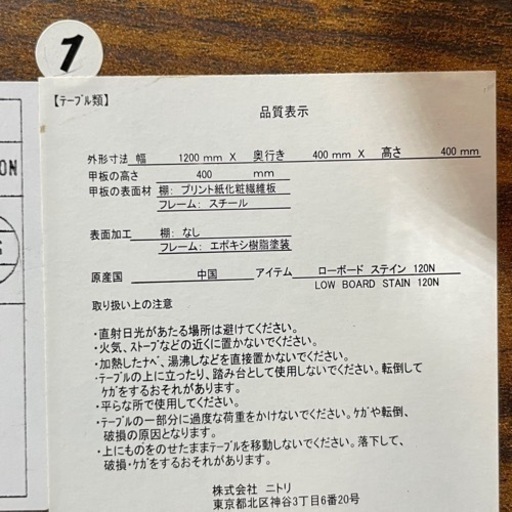 1
【テーブル類】
品質表示
外形寸法 幅 1200 mm X 奥行き 400 mm X 高さ 400 mm
甲板の高さ 400 mm
甲板の表面材 棚: プリント紙化粧繊維板
フレーム: スチール
表面加工 棚: なし
フレーム: エポキシ樹脂塗装
原産国 中国 アイテム ローボード ステイン 120N
LOW BOARD STAIN 120N
取り扱い上の注意
・直射日光があたる場所は避けてください。
・火気、ストーブなどの近くに置かないでください。
・加熱したナベ、湯沸しなどを直接置かないでください。
・テーブルの上に立ったり、踏み台として使用しないでください。転倒して
ケガをするおそれがあります。
・平らな所で使用してください。
・テーブルの一部分に過度な荷重をかけないでください。ケガや転倒、
破損の原因となります。
・上にものをのせたままテーブルを移動しないでください。落下して、
破損・ケガをするおそれがあります。
株式会社 ニトリ
東京都北区神谷3丁目6番20号
ON